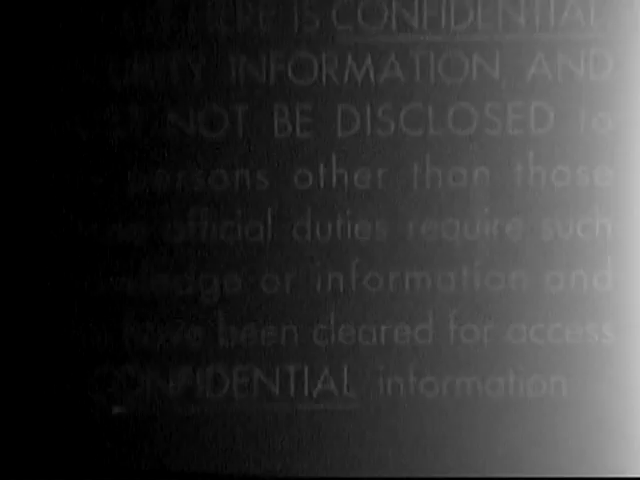 IS CONFIDENTIAL
INFORMATION, AND
NOT BE DISCLOSED to
persons other than those
official duties require such
or information and
have been cleared for access
CONFIDENTIAL information